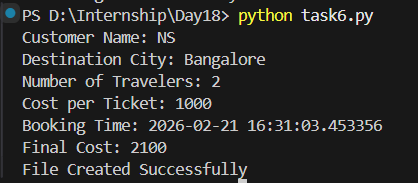 PS D:\Internship\Day18> python task6.py
Customer Name: NS
Destination City: Bangalore
Number of Travelers: 2
Cost per Ticket: 1000
Booking Time: 2026-02-21 16:31:03.453356
Final Cost: 2100
File Created Successfully